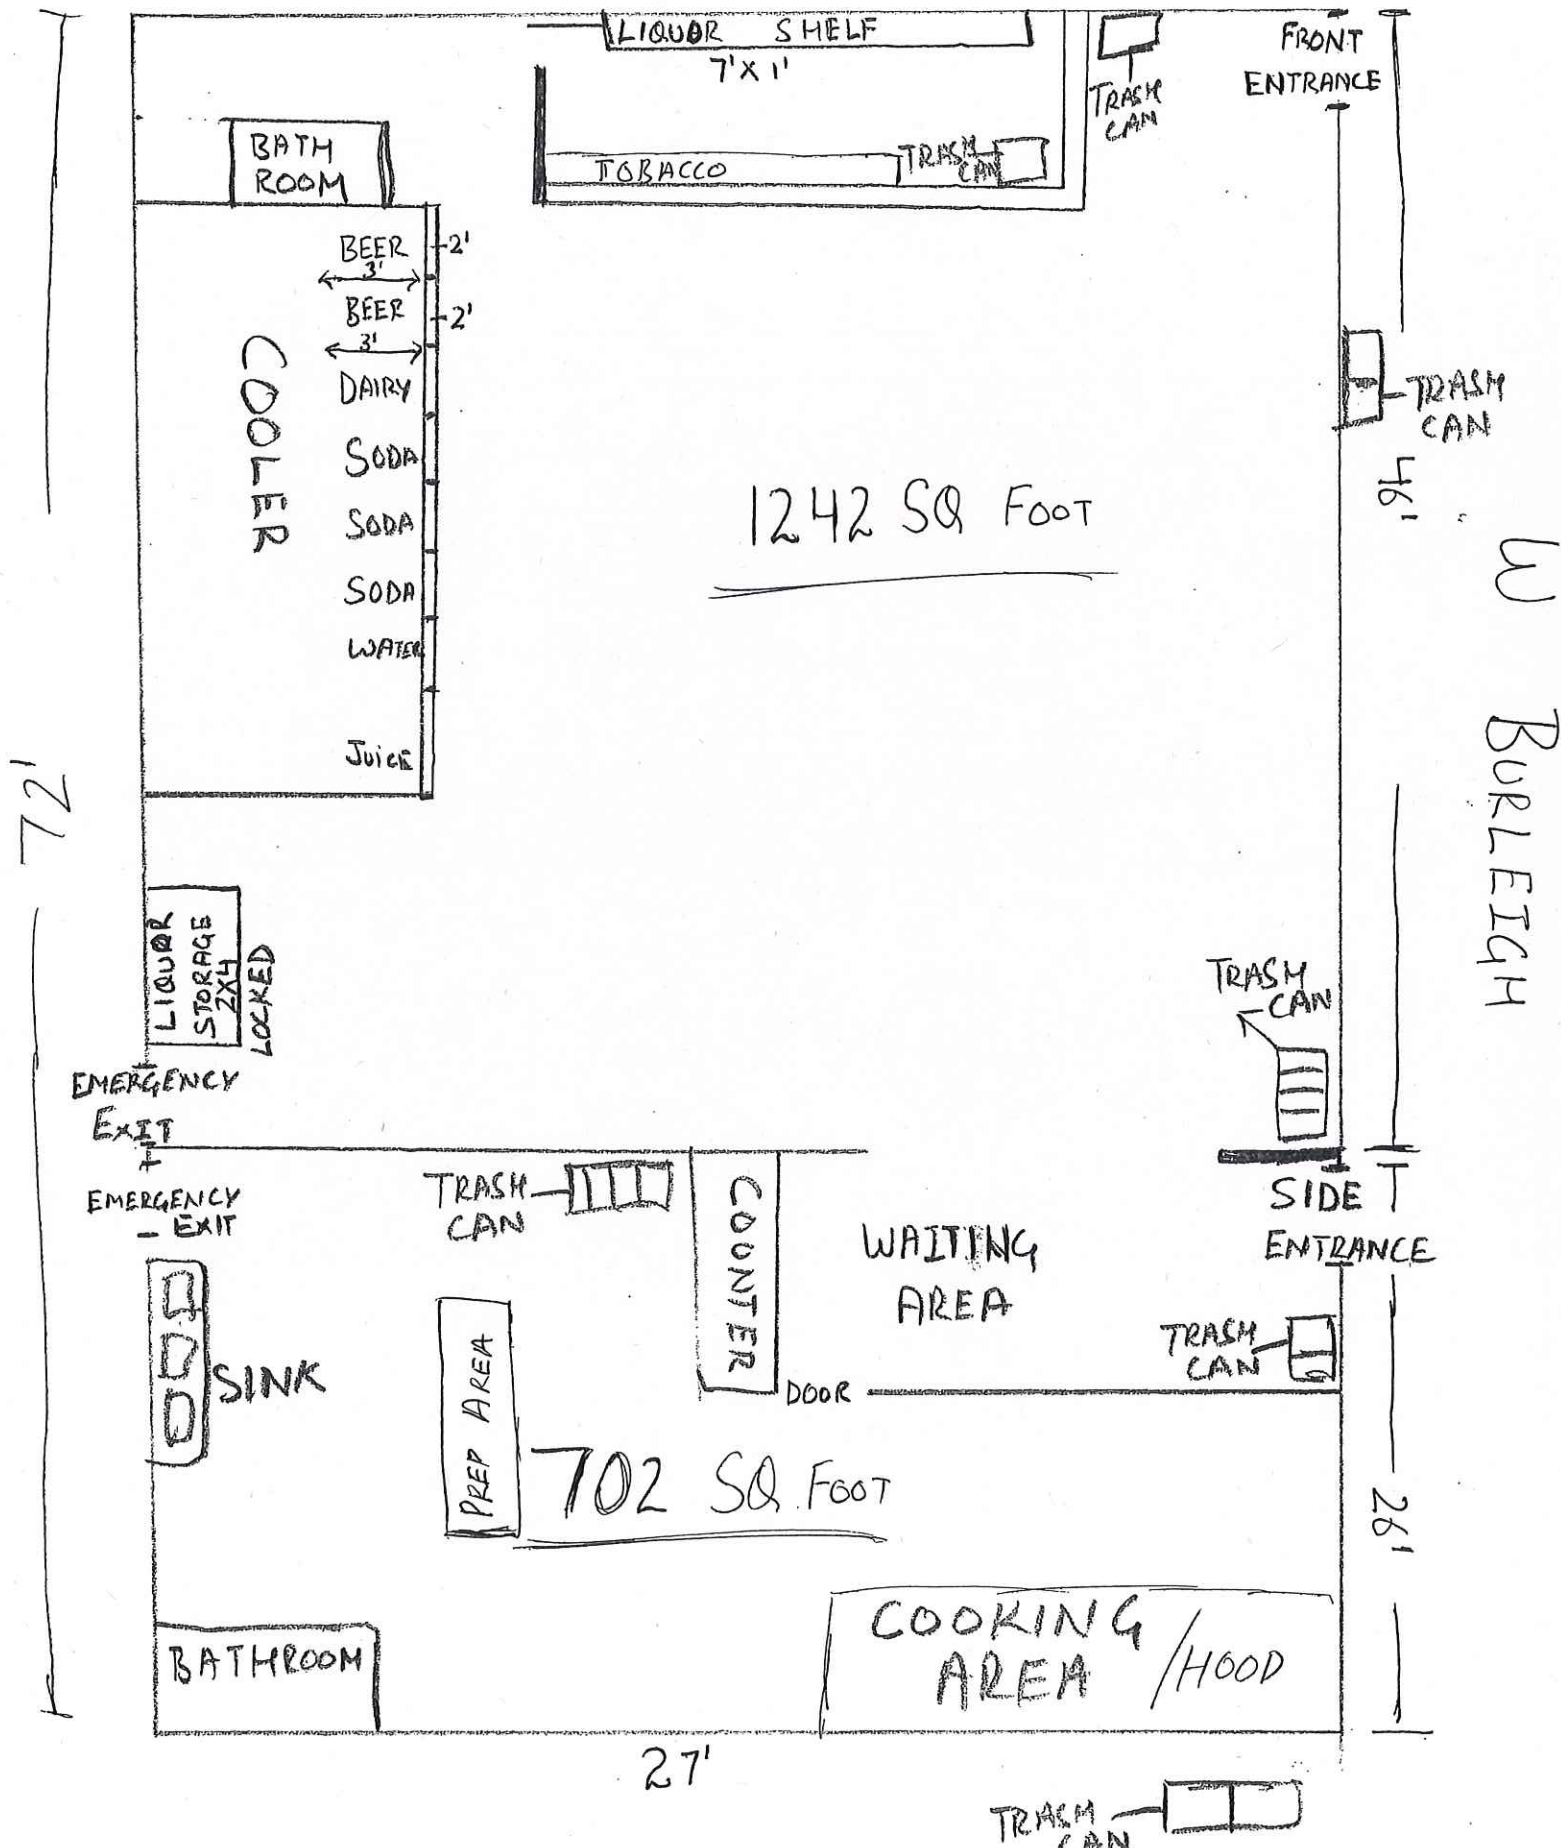 LIQUOR SHELF
7' X 1'
TRASH
CAN
FRONT
ENTRANCE
BATH
ROOM
TOBACCO
TRASH
CAN
BEER
2'
3'
BEER
2'
3'
DAIRY
SODA
SODA
SODA
WATER
JUICE
COOLER
TRASH
CAN
46'
1242 SQ FOOT
W BURLEIGH
72'
LIQUOR
STORAGE
2X4
LOCKED
TRASH
CAN
EMERGENCY
EXIT
EMERGENCY
EXIT
TRASH
CAN
COUNTER
WAITING
AREA
SIDE
ENTRANCE
SINK
PREP AREA
TRASH
CAN
DOOR
702 SQ FOOT
26'
BATHROOM
COOKING
AREA /HOOD
27'
TRASH
CAN